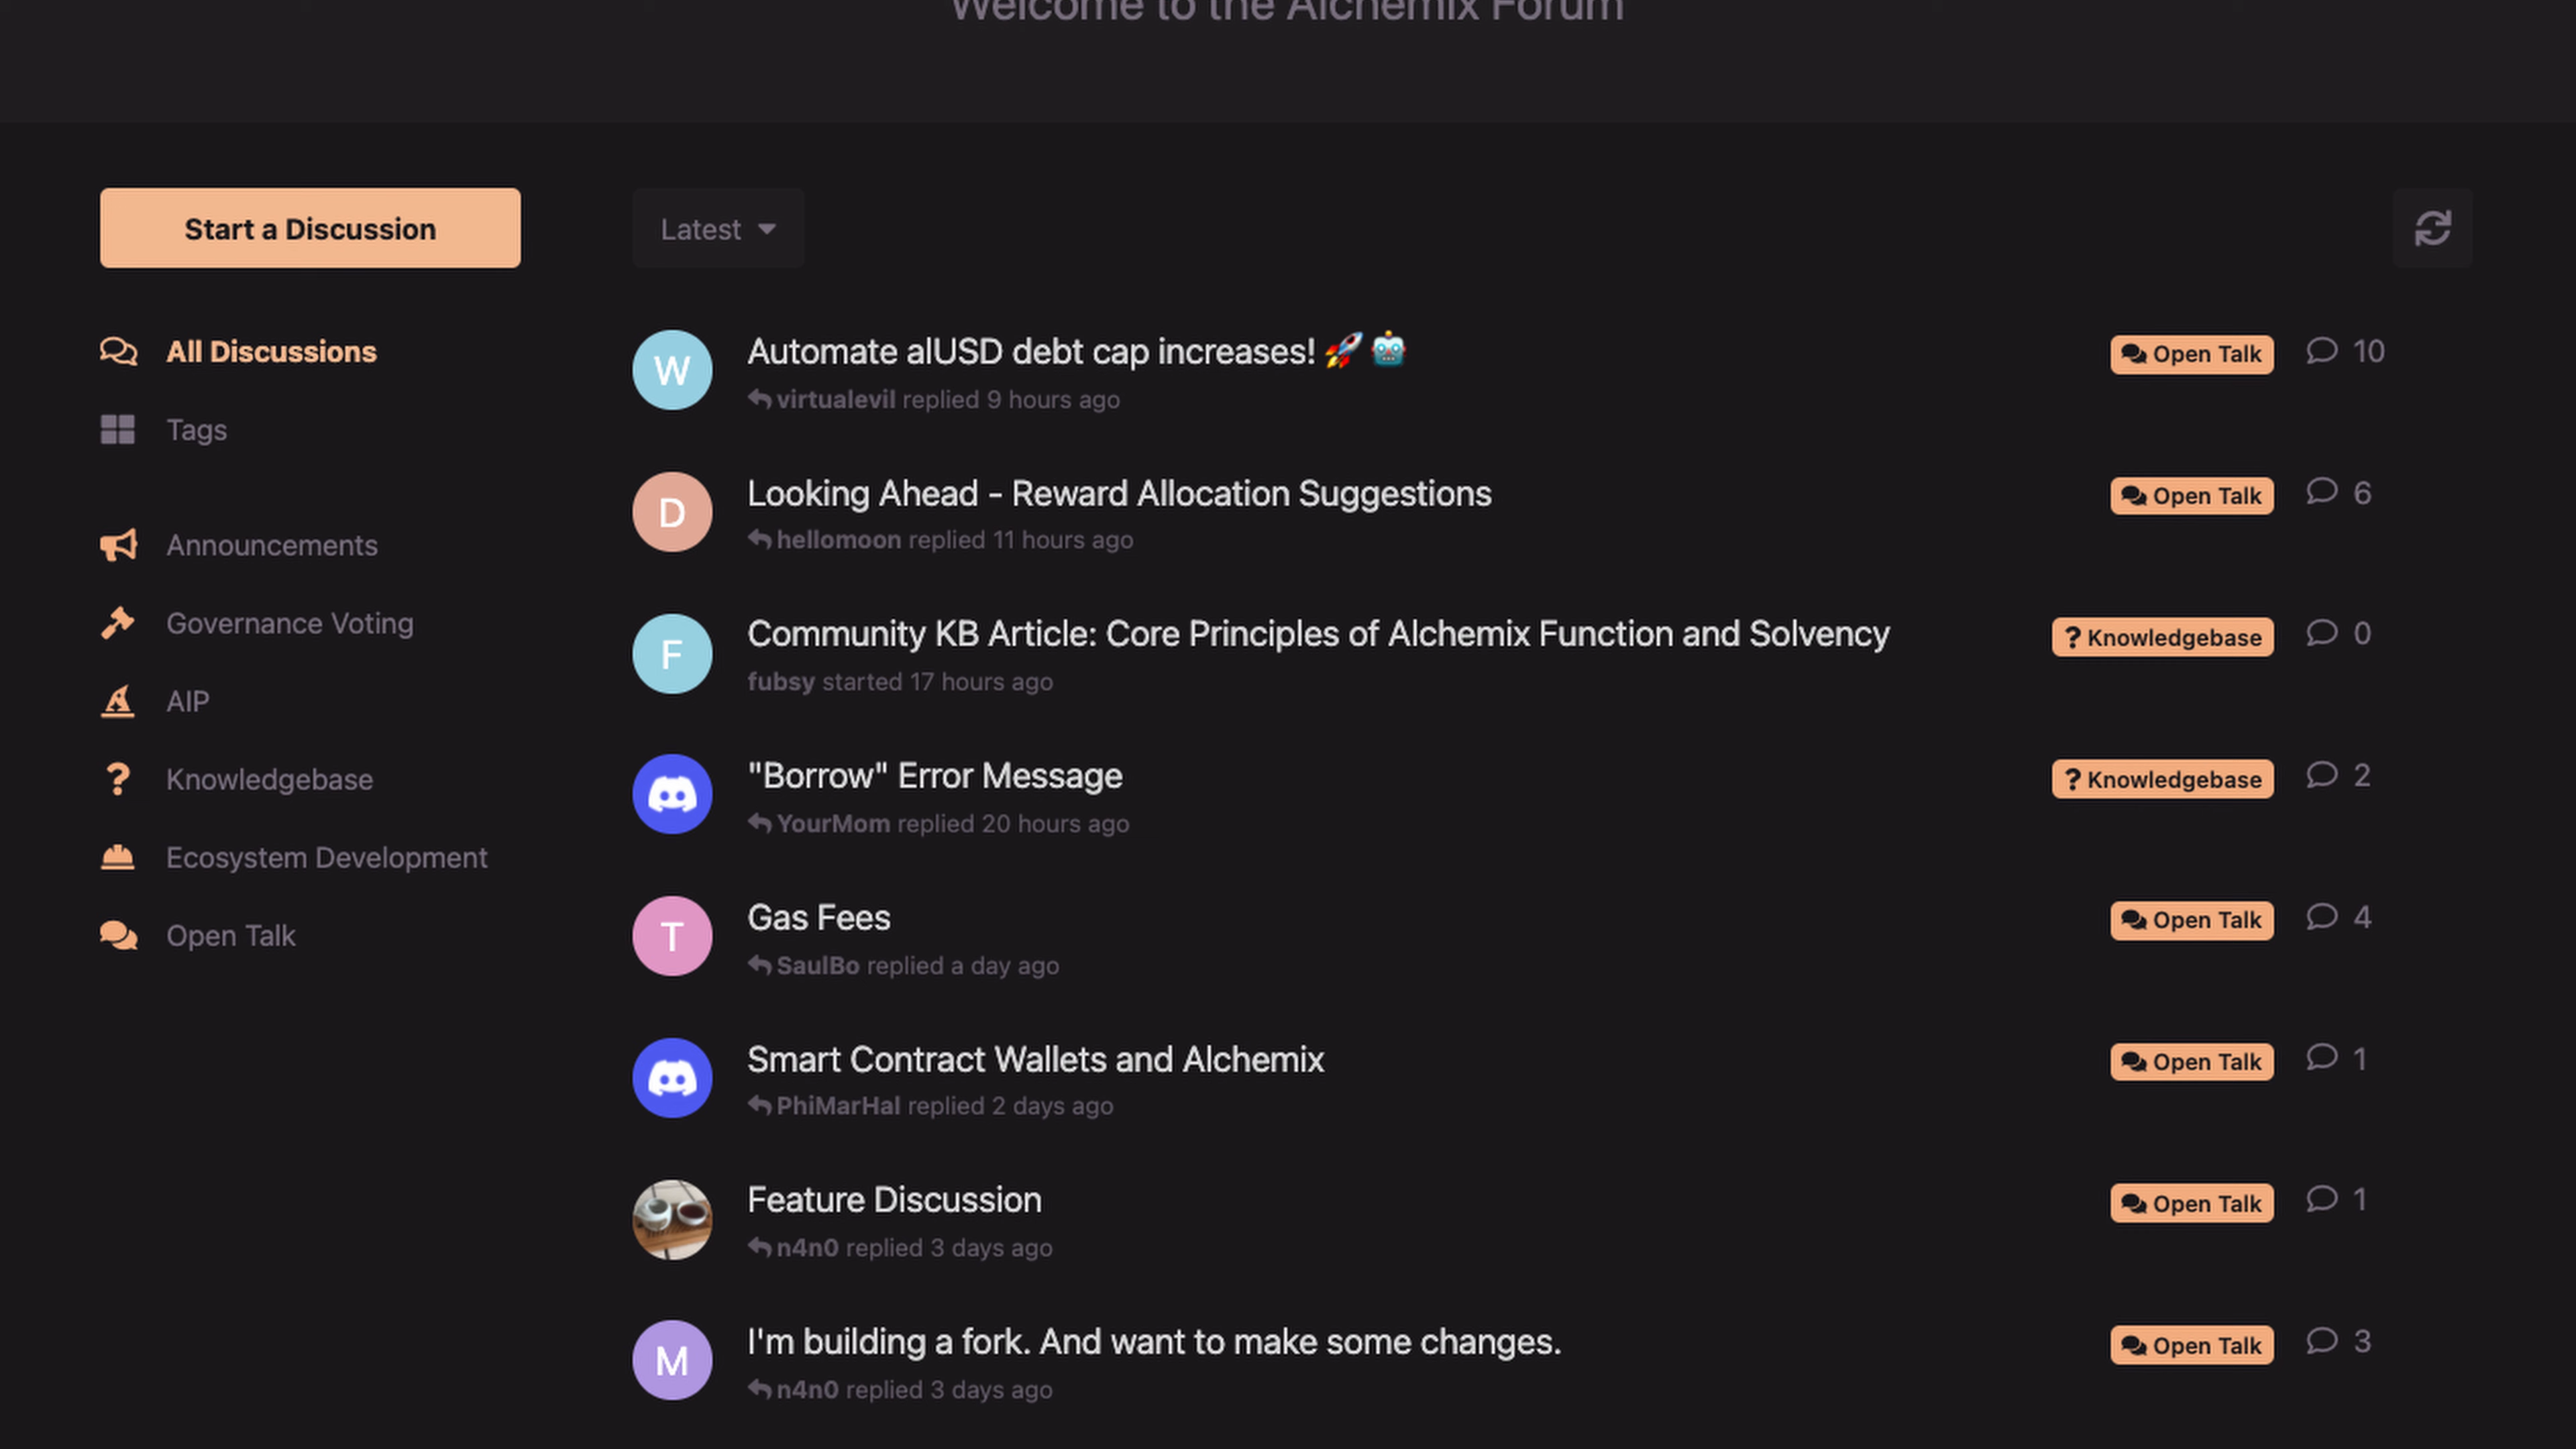 Welcome to the Alchemix Forum
Start a Discussion
Latest
All Discussions
Tags
Announcements
Governance Voting
AIP
Knowledgebase
Ecosystem Development
Open Talk
W
Automate alUSD debt cap increases! 🚀🤖
Open Talk 10
virtualevil replied 9 hours ago
D
Looking Ahead - Reward Allocation Suggestions
Open Talk 6
hellomoon replied 11 hours ago
F
Community KB Article: Core Principles of Alchemix Function and Solvency
? Knowledgebase 0
fubsy started 17 hours ago
"Borrow" Error Message
? Knowledgebase 2
YourMom replied 20 hours ago
T
Gas Fees
Open Talk 4
SaulBo replied a day ago
Smart Contract Wallets and Alchemix
Open Talk 1
PhiMarHal replied 2 days ago
Feature Discussion
Open Talk 1
n4n0 replied 3 days ago
M
I'm building a fork. And want to make some changes.
Open Talk 3
n4n0 replied 3 days ago